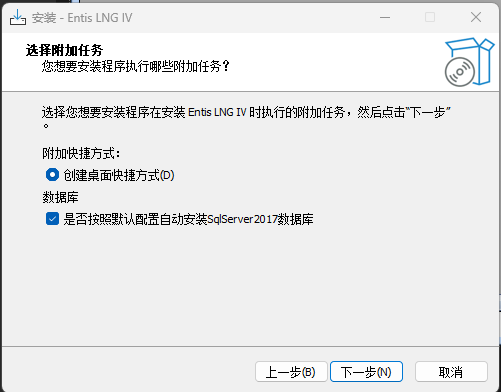 安装 - Entis LNG IV
选择附加任务
您想要安装程序执行哪些附加任务？
选择您想要安装程序在安装 Entis LNG IV 时执行的附加任务，然后点击“下一步”
。
附加快捷方式：
创建桌面快捷方式(D)
数据库
是否按照默认配置自动安装SqlServer2017数据库
上一步(B)
下一步(N)
取消